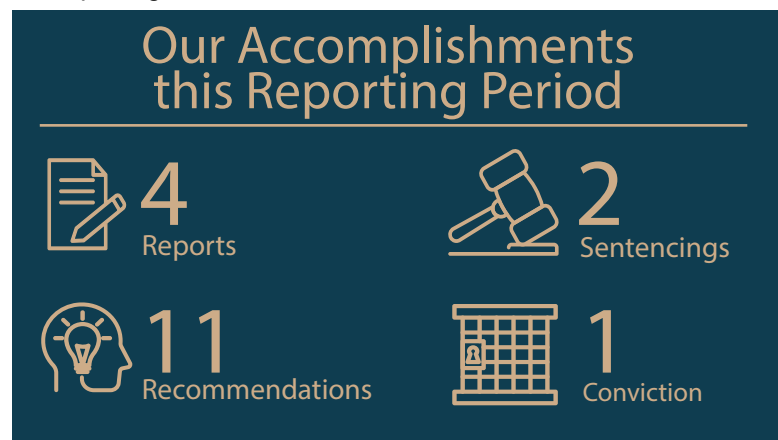 Our Accomplishments
this Reporting Period
4
Reports
2
Sentencings
11
Recommendations
1
Conviction